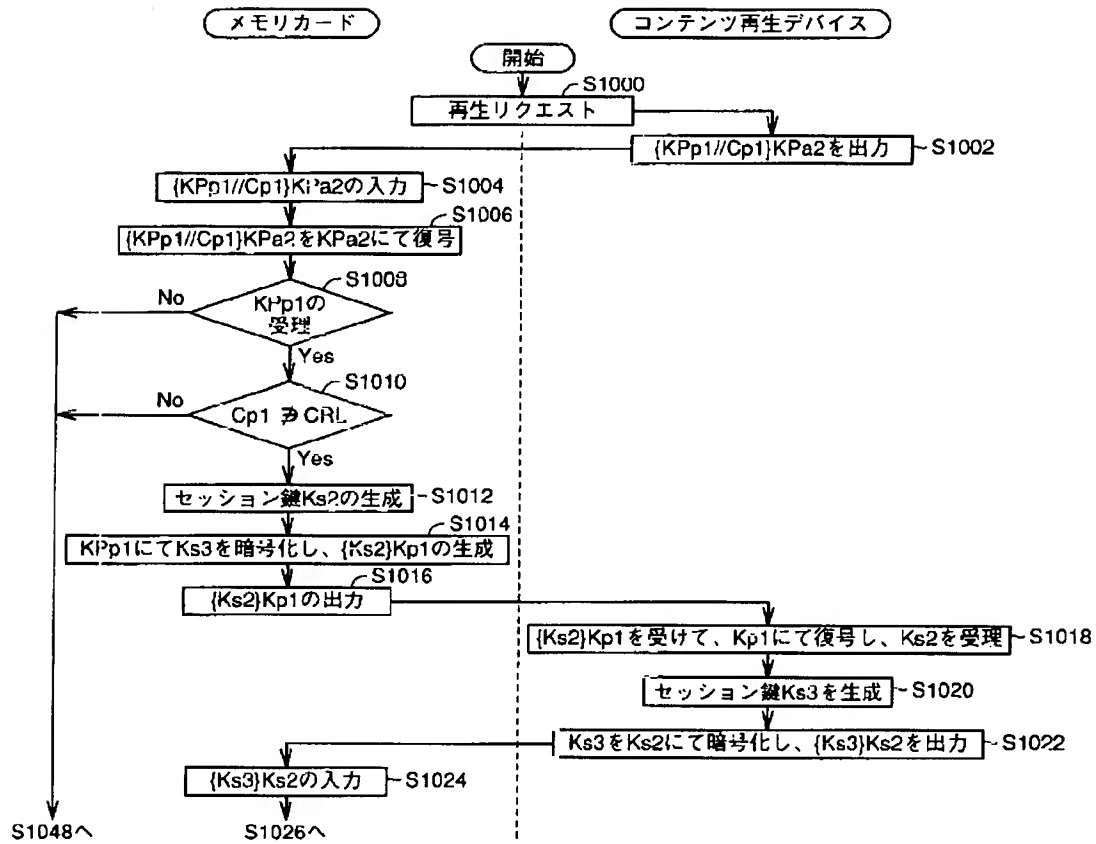 メモリカード
コンテンツ再生デバイス
開始
S1000
再生リクエスト
{KPp1//Cp1}KPa2を出力
S1002
{KPp1//Cp1}KPa2の入力
S1004
S1006
{KPp1//Cp1}KPa2をKPa2にて復号
S1008
No
KPp1の
受理
Yes
S1010
No
Cp1 ∌ CRL
Yes
セッション鍵Ks2の生成
S1012
S1014
KPp1にてKs3を暗号化し、{Ks2}Kp1の生成
S1016
{Ks2}Kp1の出力
{Ks2}Kp1を受けて、Kp1にて復号し、Ks2を受理
S1018
セッション鍵Ks3を生成
S1020
Ks3をKs2にて暗号化し、{Ks3}Ks2を出力
S1022
{Ks3}Ks2の入力
S1024
S1048へ
S1026へ